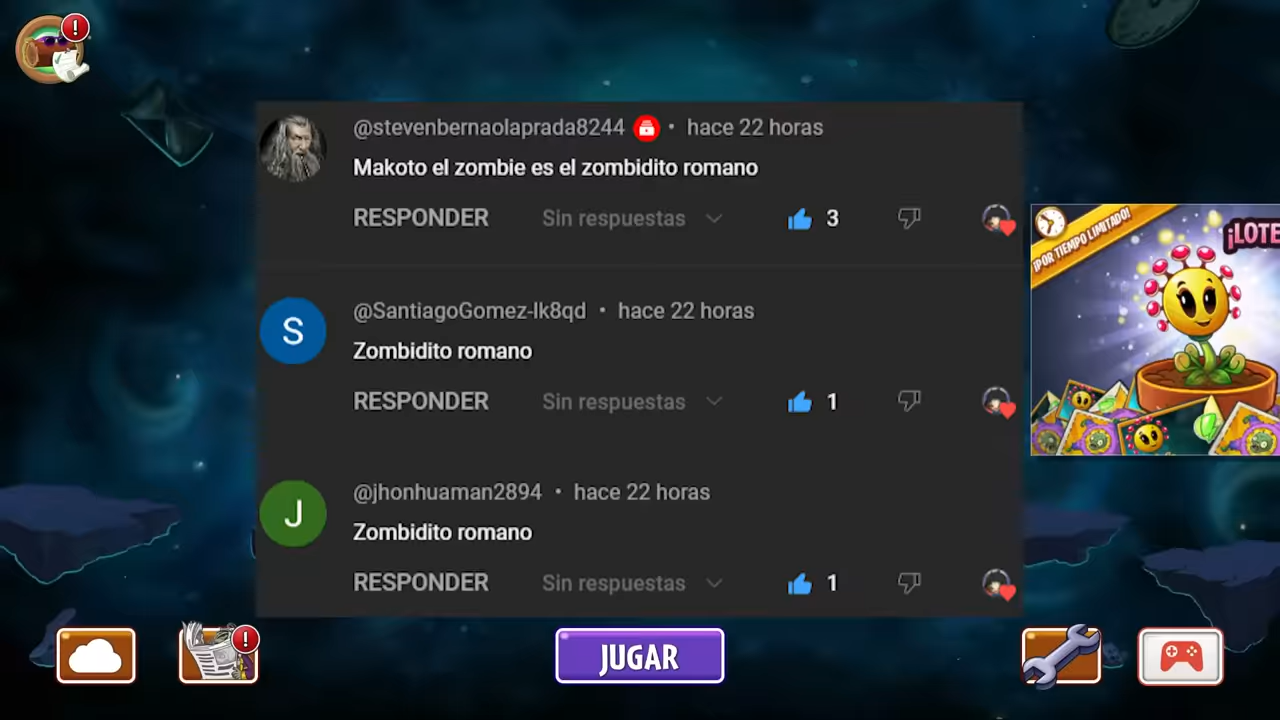 @stevenbernaolaprada8244 • hace 22 horas
Makoto el zombie es el zombidito romano
RESPONDER Sin respuestas 3
@SantiagoGomez-lk8qd • hace 22 horas
Zombidito romano
RESPONDER Sin respuestas 1
¡POR TIEMPO LIMITADO!
¡LOTE
S
J
@jhonhuaman2894 • hace 22 horas
Zombidito romano
RESPONDER Sin respuestas 1
JUGAR